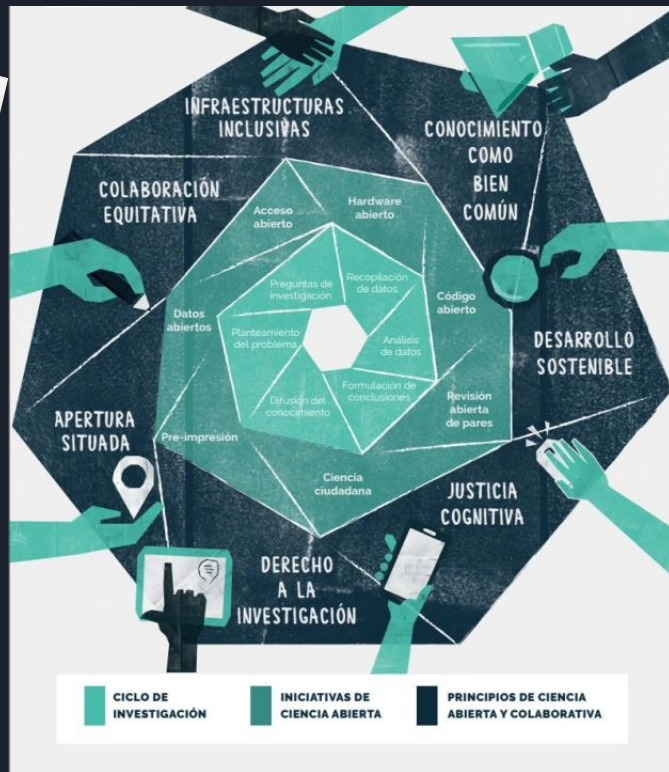 INFRAESTRUCTURAS
INCLUSIVAS
CONOCIMIENTO
COMO
BIEN
COMÚN
COLABORACIÓN
EQUITATIVA
DESARROLLO
SOSTENIBLE
APERTURA
SITUADA
JUSTICIA
COGNITIVA
DERECHO
A LA
INVESTIGACIÓN
Acceso
abierto
Hardware
abierto
Datos
abiertos
Código
abierto
Pre-impresión
Revisión
abierta
de pares
Ciencia
ciudadana
Preguntas de
investigación
Recopilación
de datos
Planteamiento
del problema
Análisis
de datos
Difusión del
conocimiento
Formulación de
conclusiones
CICLO DE
INVESTIGACIÓN
INICIATIVAS DE
CIENCIA ABIERTA
PRINCIPIOS DE CIENCIA
ABIERTA Y COLABORATIVA